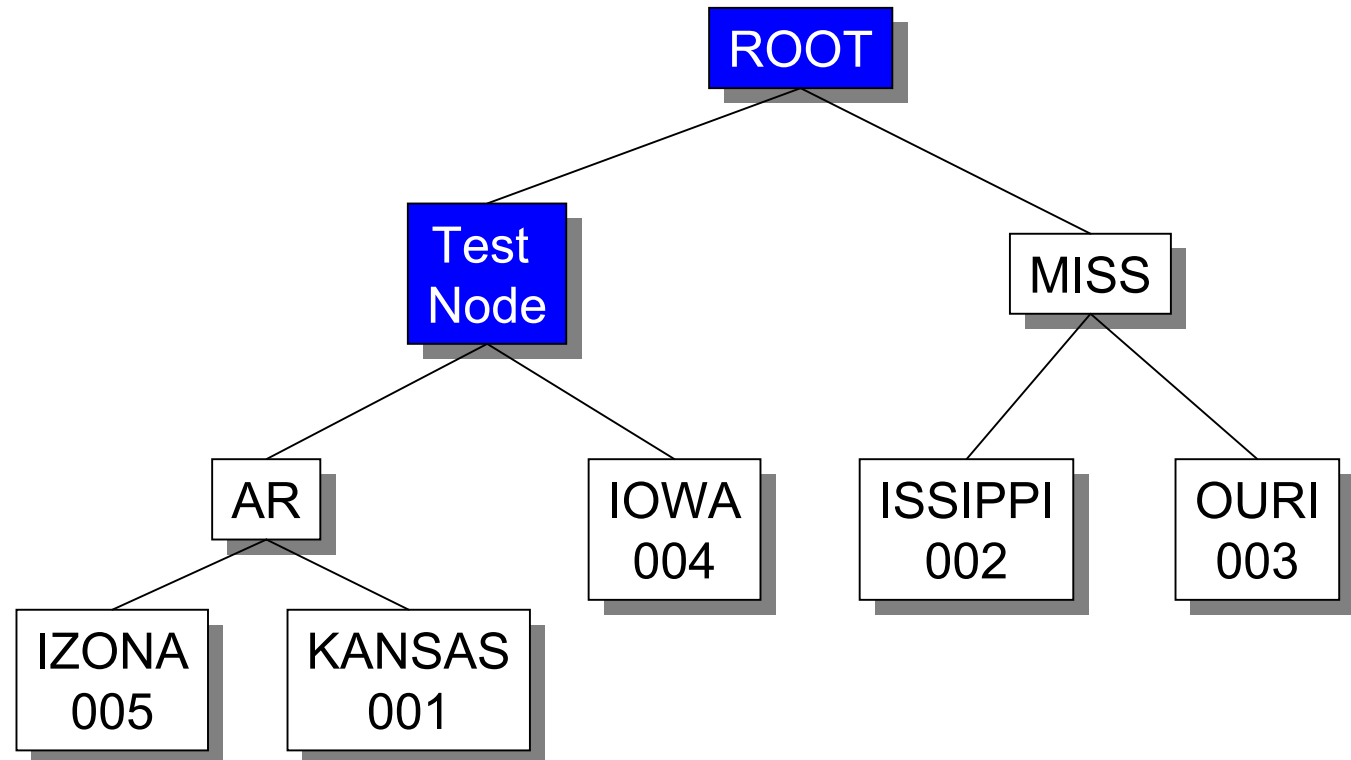 ROOT
Test
Node
MISS
AR
IOWA
004
ISSIPPI
002
OURI
003
IZONA
005
KANSAS
001